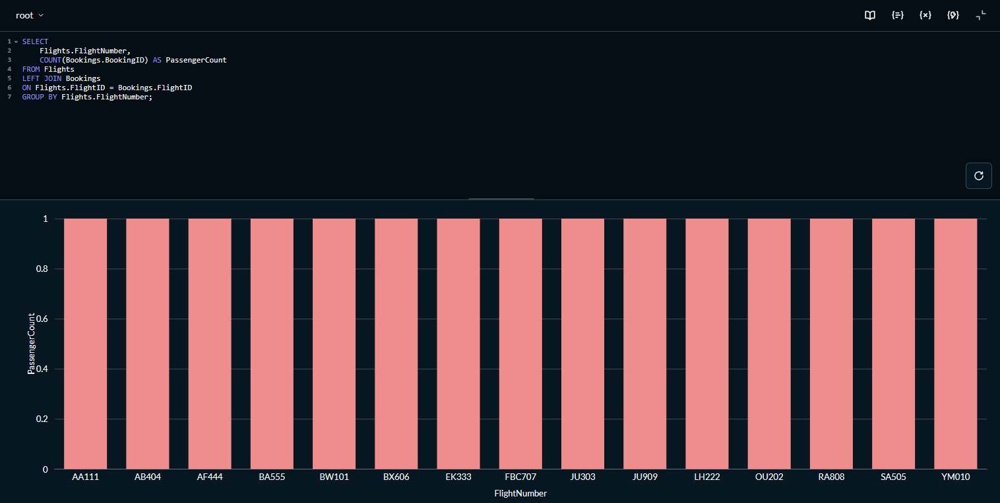 root
1 SELECT
2 Flights.FlightNumber,
3 COUNT(Bookings.BookingID) AS PassengerCount
4 FROM Flights
5 LEFT JOIN Bookings
6 ON Flights.FlightID = Bookings.FlightID
7 GROUP BY Flights.FlightNumber;
1
0.8
0.6
0.4
0.2
0
PassengerCount
AA111 AB404 AF444 BA555 BW101 BX606 EK333 FBC707 JU303 JU909 LH222 OU202 RA808 SA505 YM010
FlightNumber